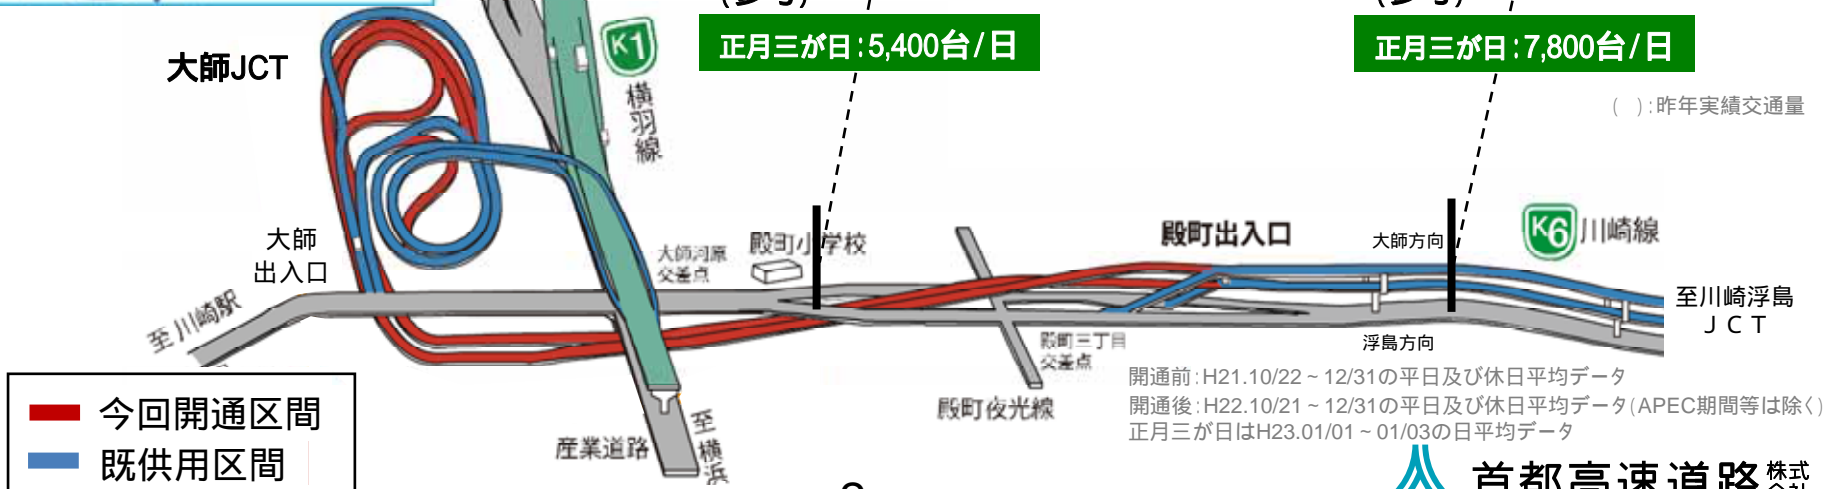 正月三が日:5,400台/日
正月三が日:7,800台/日
( ):昨年実績交通量
大師JCT
K1
横羽線
大師
出入口
大師河原
交差点
殿町小学校
殿町出入口
大師方向
K6
川崎線
至川崎駅
至川崎浮島
JCT
浮島方向
殿町三丁目
交差点
殿町夜光線
産業道路
至横浜
今回開通区間
既供用区間
開通前:H21.10/22~12/31の平日及び休日平均データ
開通後:H22.10/21~12/31の平日及び休日平均データ(APEC期間等は除く)
正月三が日はH23.01/01~01/03の日平均データ
首都高速道路株式